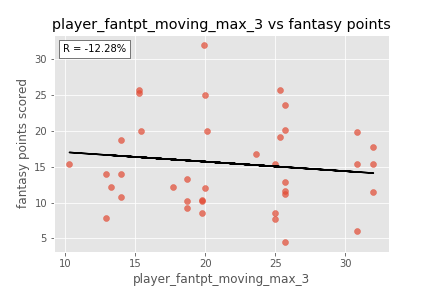 player_fantpt_moving_max_3 vs fantasy points
R = -12.28%
fantasy points scored
30
25
20
15
10
5
10 15 20 25 30
player_fantpt_moving_max_3